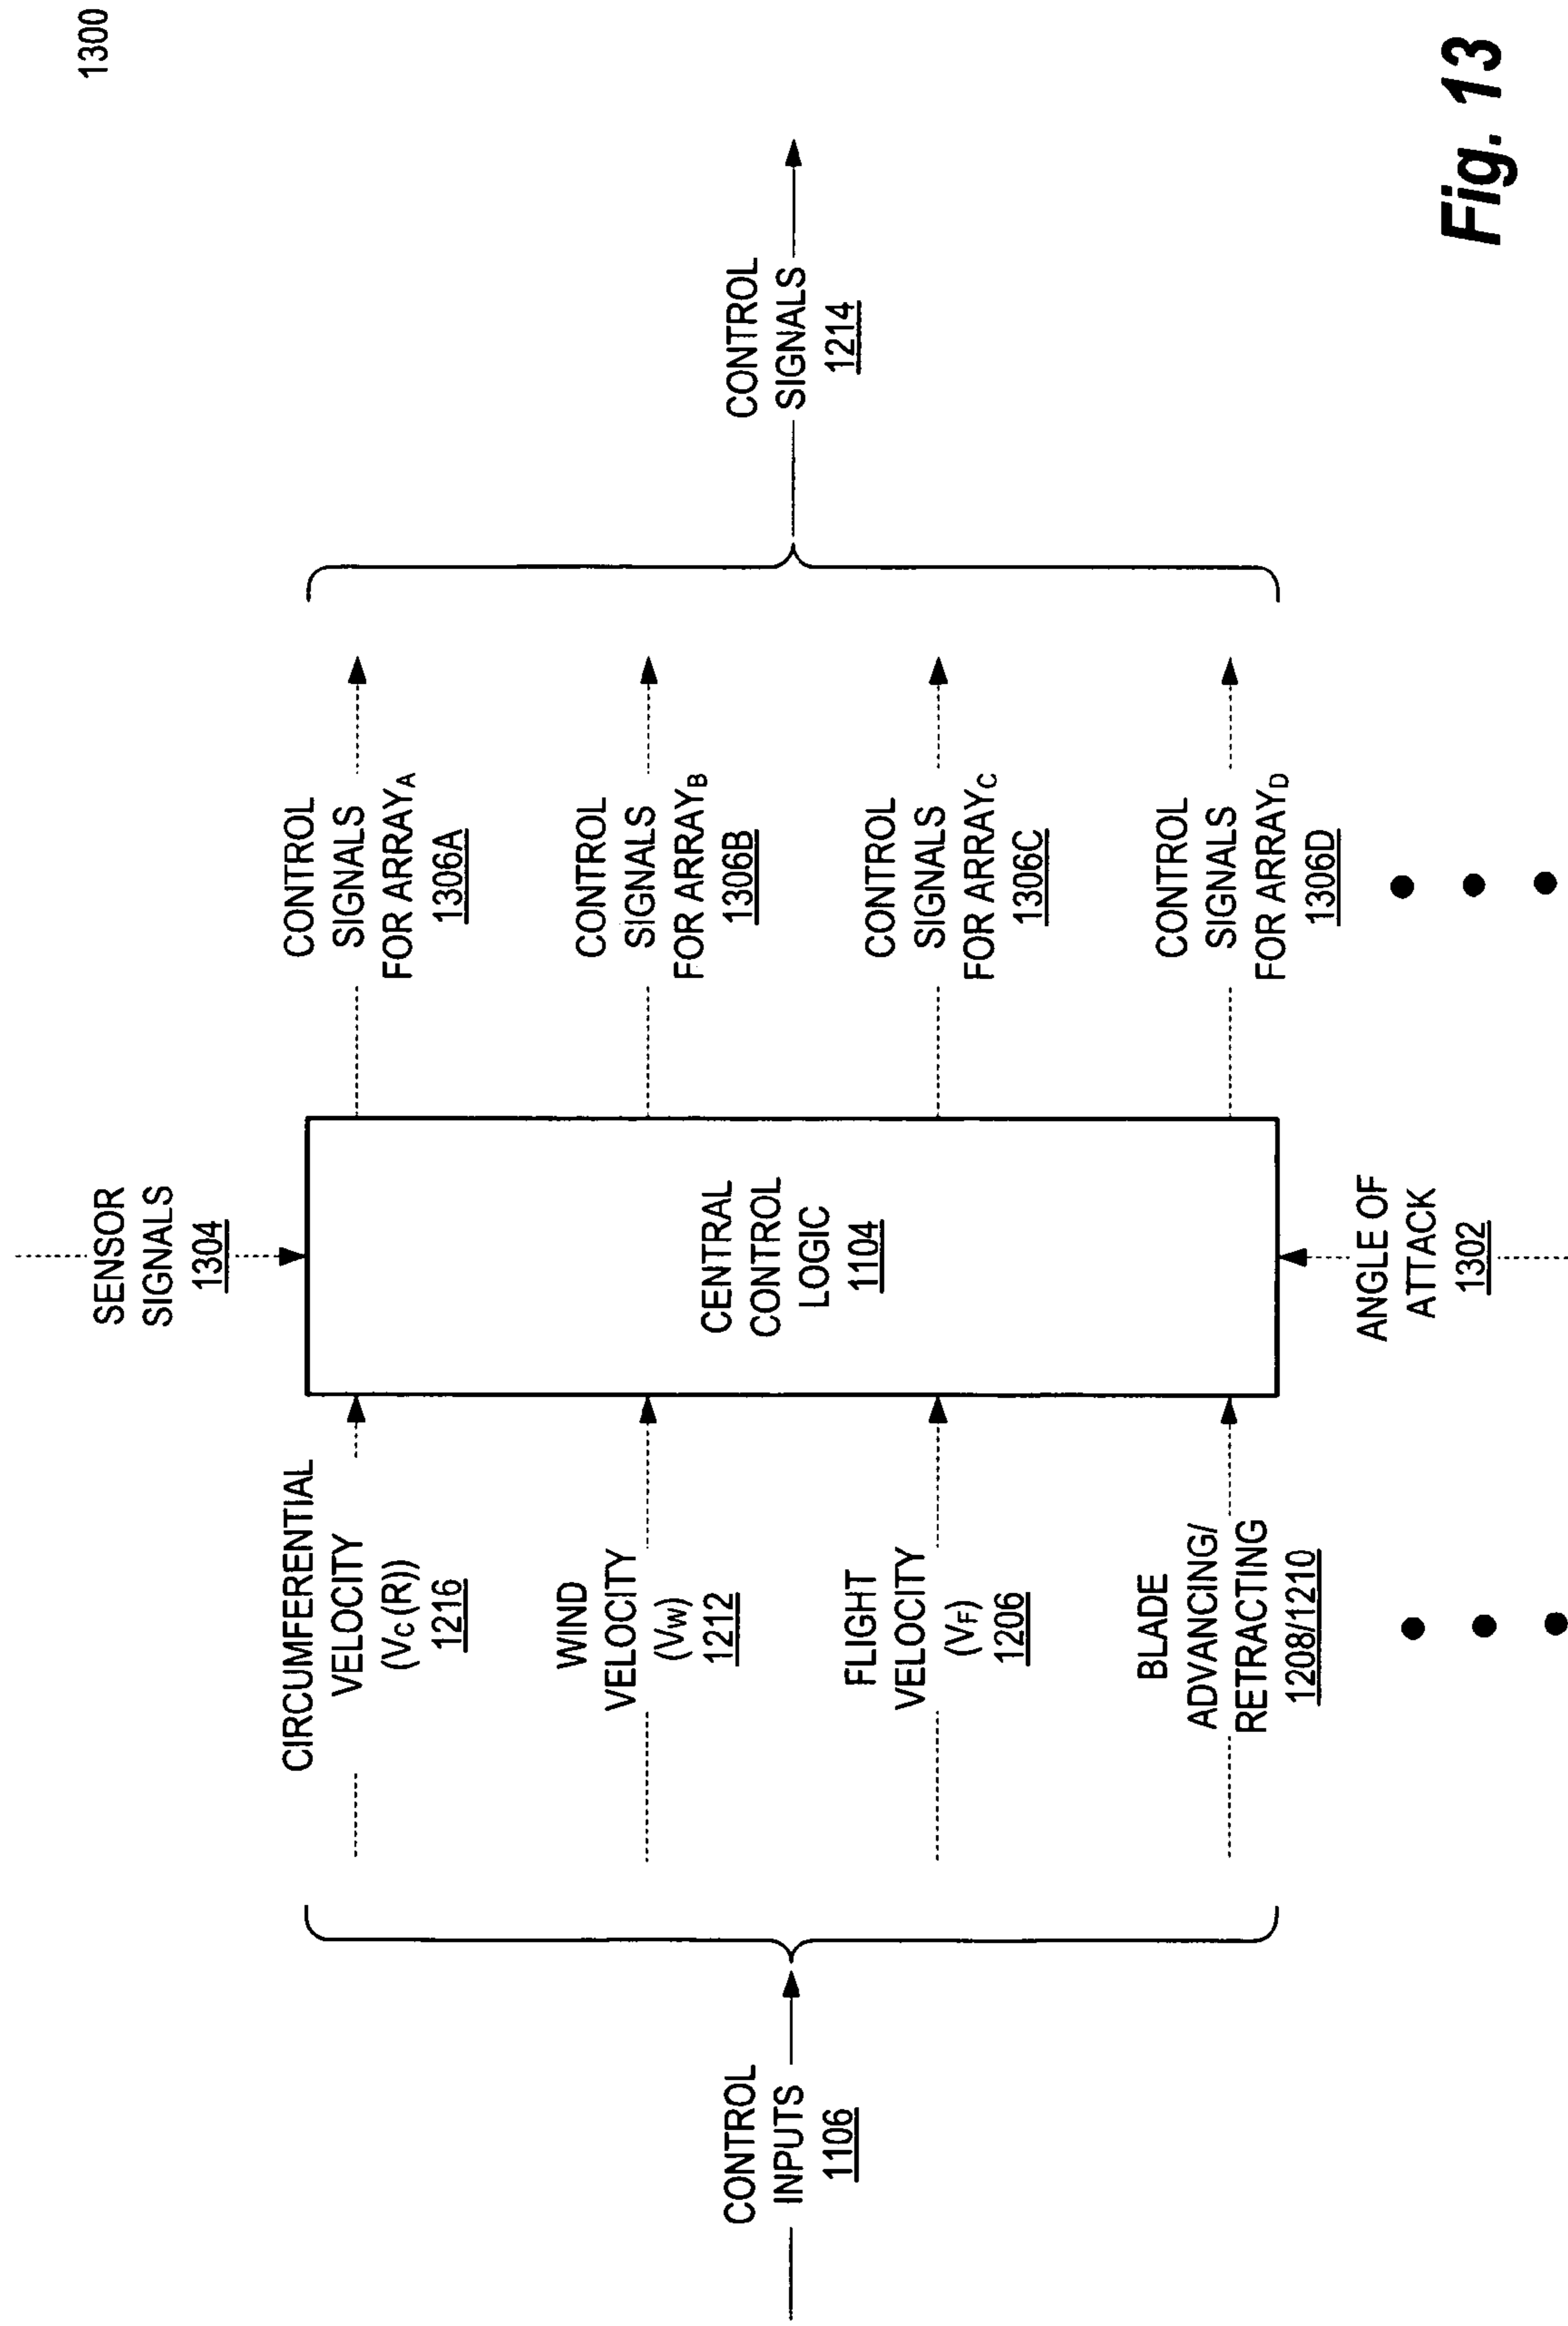 1300
SENSOR
SIGNALS
1304
CONTROL
INPUTS
1106
CIRCUMFERENTIAL
VELOCITY
(VC(R))
1216
WIND
VELOCITY
(VW)
1212
FLIGHT
VELOCITY
(VF)
1206
BLADE
ADVANCING/
RETRACTING
1208/1210
CENTRAL
CONTROL
LOGIC
1104
CONTROL
SIGNALS
FOR ARRAYA
1306A
CONTROL
SIGNALS
FOR ARRAYB
1306B
CONTROL
SIGNALS
FOR ARRAYC
1306C
CONTROL
SIGNALS
FOR ARRAYD
1306D
CONTROL
SIGNALS
1214
ANGLE OF
ATTACK
1302
Fig. 13